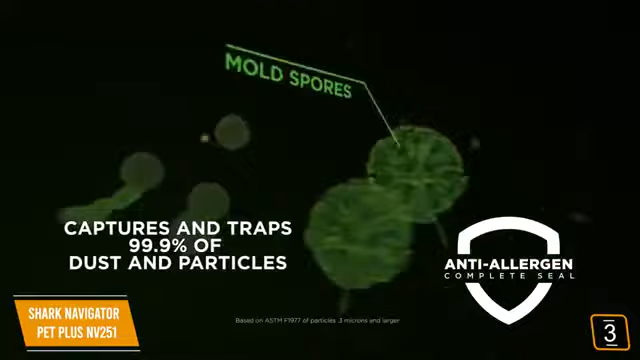 MOLD SPORES
CAPTURES AND TRAPS
99.9% OF
DUST AND PARTICLES
ANTI-ALLERGEN
COMPLETE SEAL
SHARK NAVIGATOR
PET PLUS NV251
Based on ASTM F1977 of particles .3 microns and larger
3